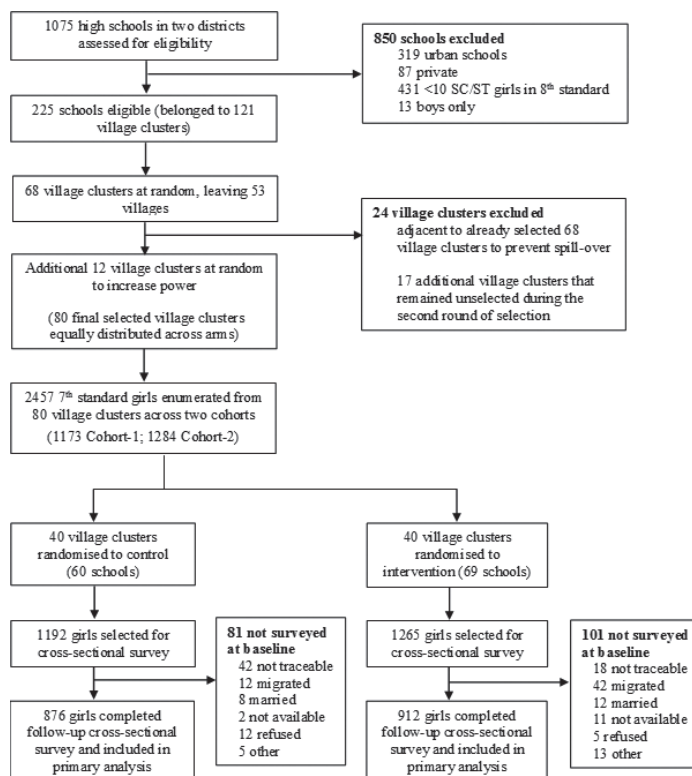 1075 high schools in two districts
assessed for eligibility
850 schools excluded
319 urban schools
87 private
431 <10 SC/ST girls in 8th standard
13 boys only
225 schools eligible (belonged to 121
village clusters)
68 village clusters at random, leaving 53
villages
24 village clusters excluded
adjacent to already selected 68
village clusters to prevent spill-over
17 additional village clusters that
remained unselected during the
second round of selection
Additional 12 village clusters at random
to increase power
(80 final selected village clusters
equally distributed across arms)
2457 7th standard girls enumerated from
80 village clusters across two cohorts
(1173 Cohort-1; 1284 Cohort-2)
40 village clusters
randomised to control
(60 schools)
40 village clusters
randomised to
intervention (69 schools)
1192 girls selected for
cross-sectional survey
81 not surveyed
at baseline
42 not traceable
12 migrated
8 married
2 not available
12 refused
5 other
1265 girls selected for
cross-sectional survey
101 not surveyed
at baseline
18 not traceable
42 migrated
12 married
11 not available
5 refused
13 other
876 girls completed
follow-up cross-sectional
survey and included in
primary analysis
912 girls completed
follow-up cross-sectional
survey and included in
primary analysis